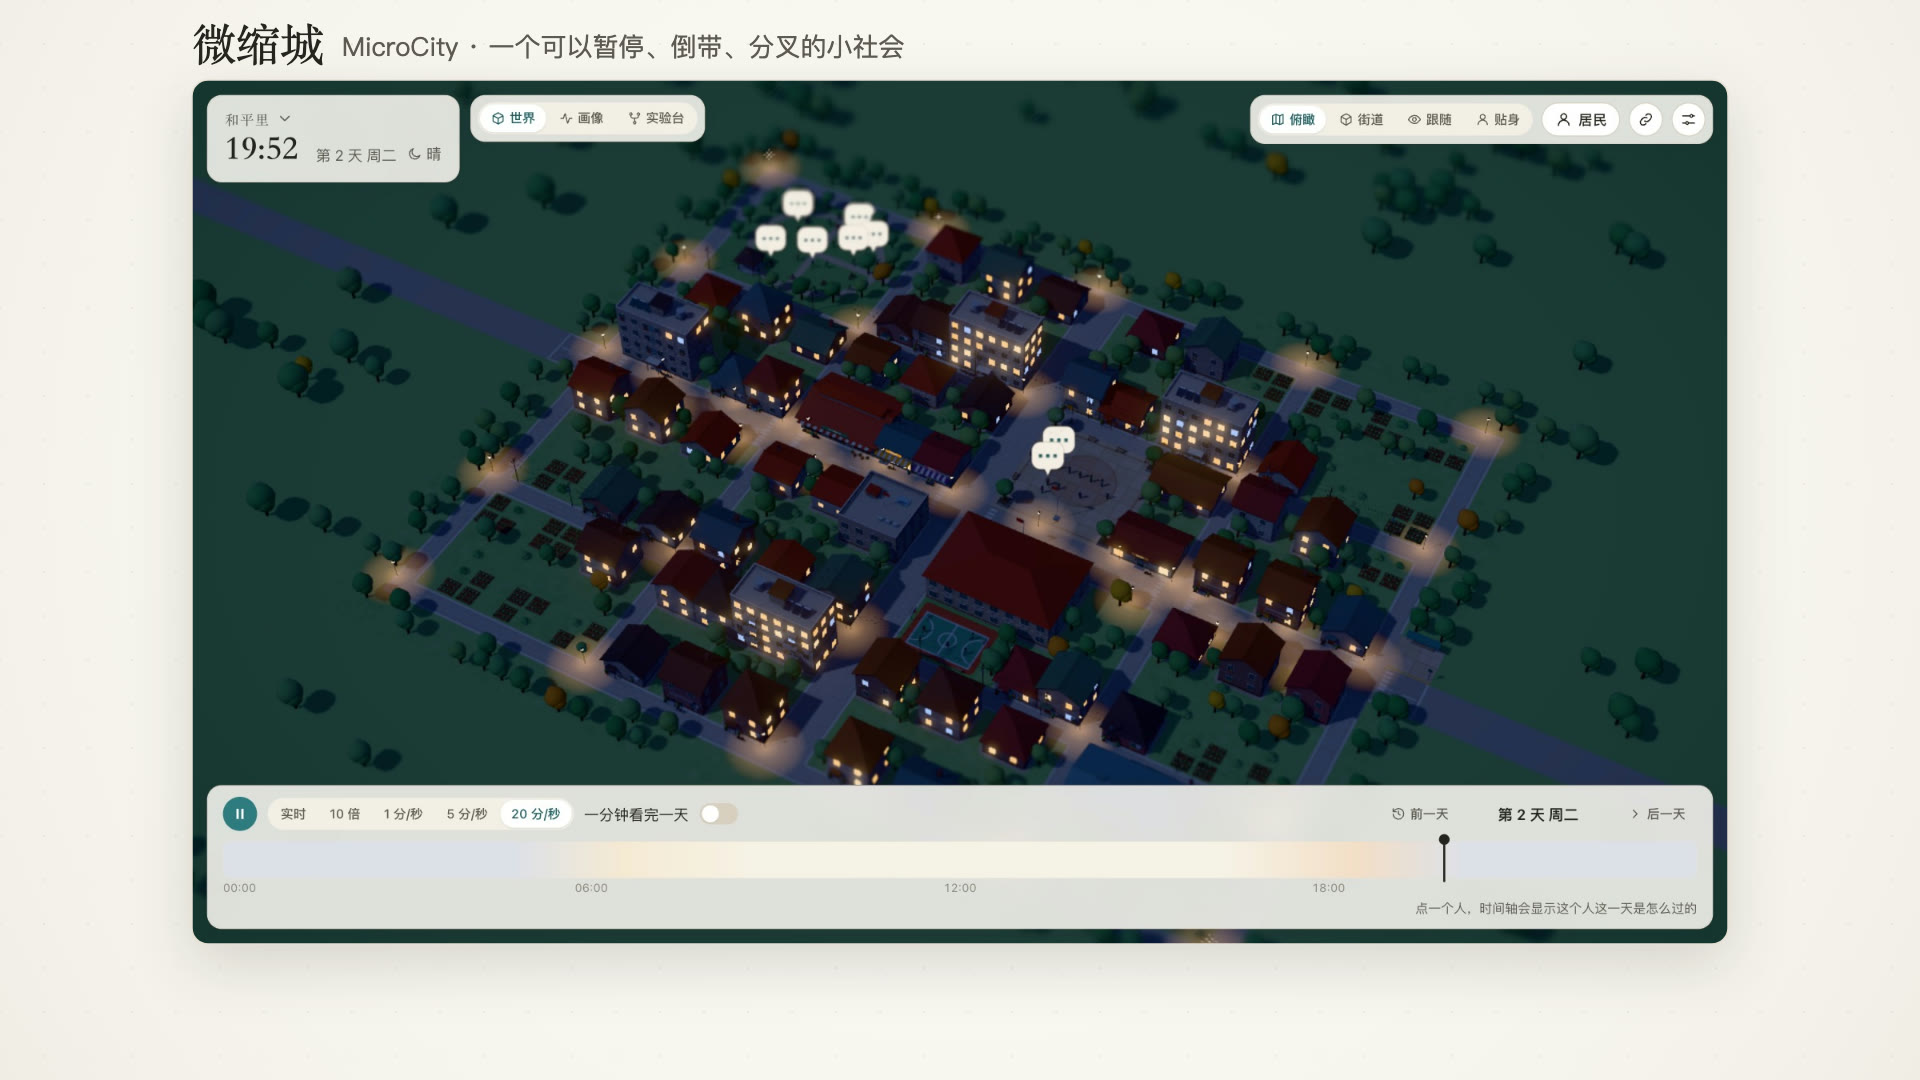 微缩城 MicroCity · 一个可以暂停、倒带、分叉的小社会
和平里
19:52 第 2 天 周二 晴
世界 画像 实验台
俯瞰 街道 跟随 贴身 居民
实时 10 倍 1 分/秒 5 分/秒 20 分/秒 一分钟看完一天
前一天 第 2 天 周二 后一天
00:00 06:00 12:00 18:00
点一个人，时间轴会显示这个人这一天是怎么过的